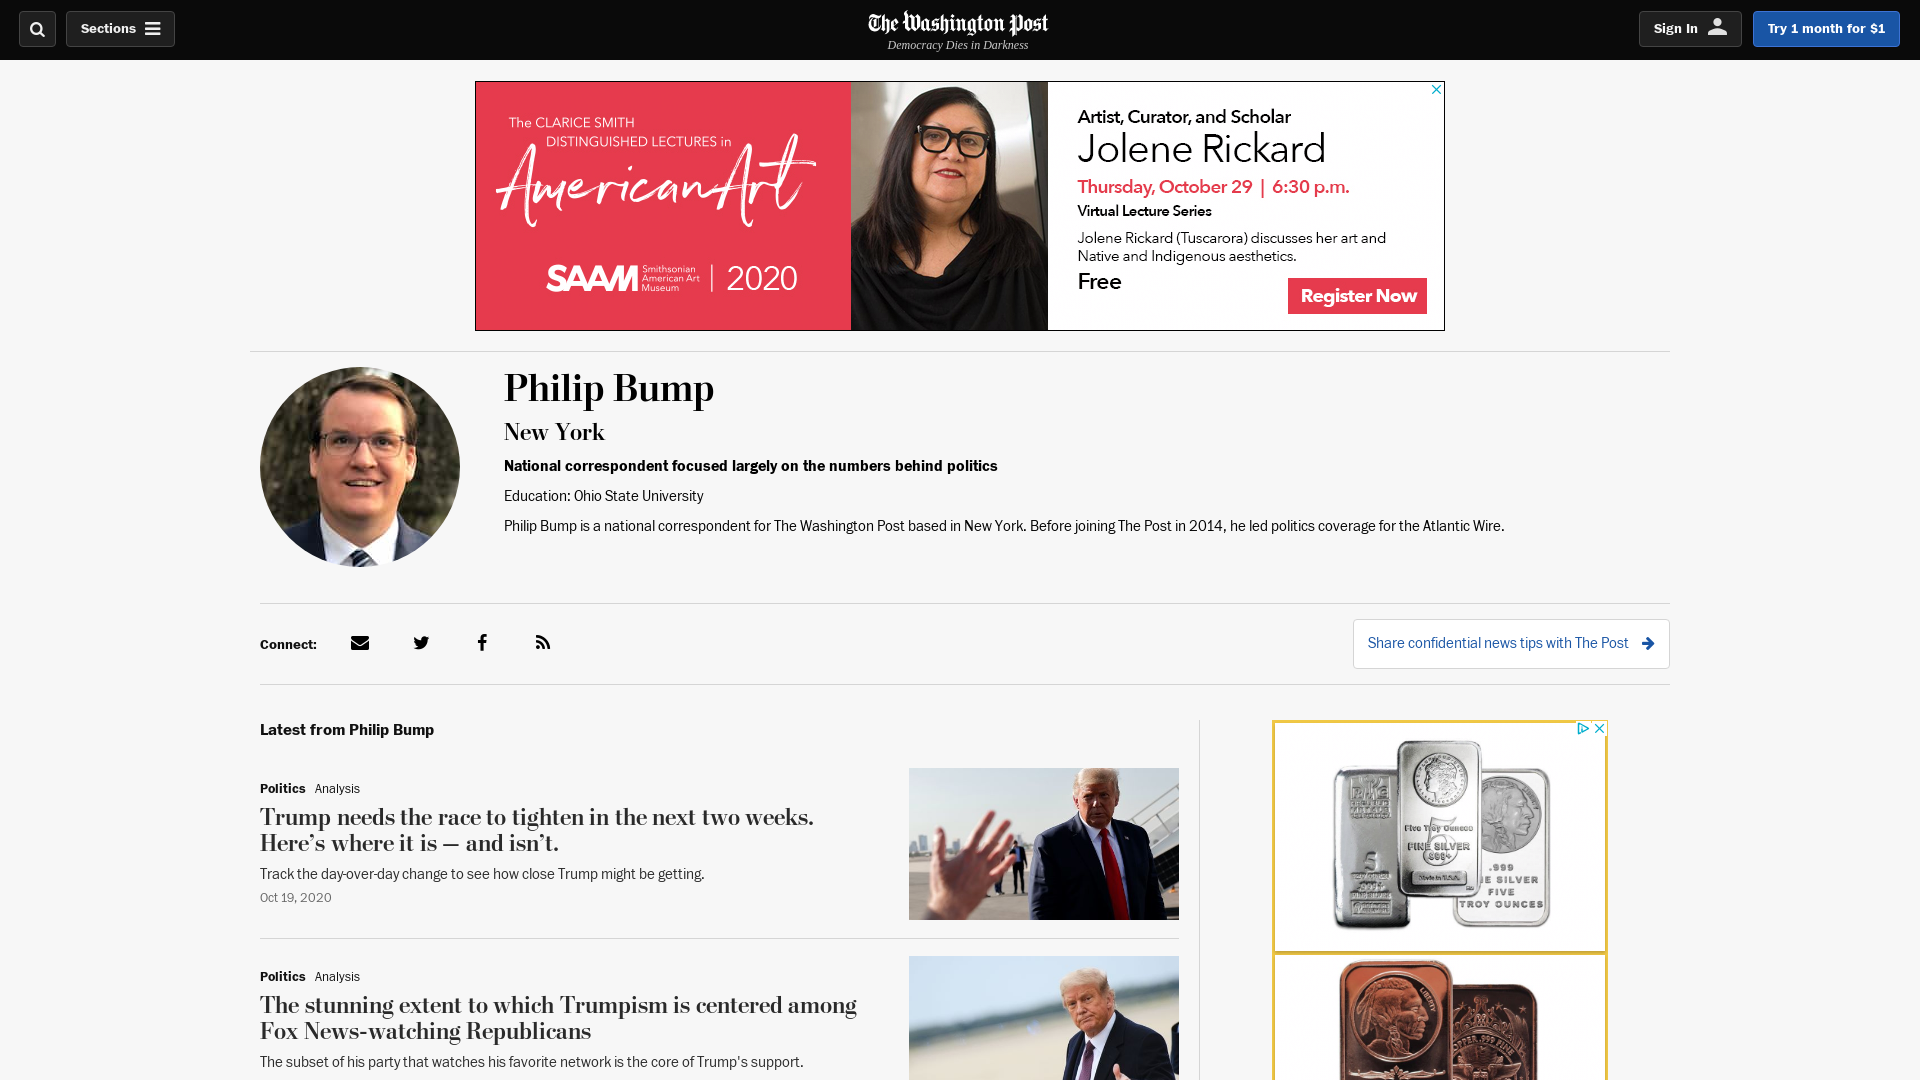 Sections
The Washington Post
Democracy Dies in Darkness
Sign In
Try 1 month for $1
The CLARICE SMITH
DISTINGUISHED LECTURES in
American Art
SAAM Smithsonian American Art Museum | 2020
Artist, Curator, and Scholar
Jolene Rickard
Thursday, October 29 | 6:30 p.m.
Virtual Lecture Series
Jolene Rickard (Tuscarora) discusses her art and
Native and Indigenous aesthetics.
Free
Register Now
Philip Bump
New York
National correspondent focused largely on the numbers behind politics
Education: Ohio State University
Philip Bump is a national correspondent for The Washington Post based in New York. Before joining The Post in 2014, he led politics coverage for the Atlantic Wire.
Connect:
Share confidential news tips with The Post
Latest from Philip Bump
Politics Analysis
Trump needs the race to tighten in the next two weeks.
Here’s where it is — and isn’t.
Track the day-over-day change to see how close Trump might be getting.
Oct 19, 2020
Politics Analysis
The stunning extent to which Trumpism is centered among
Fox News-watching Republicans
The subset of his party that watches his favorite network is the core of Trump's support.
Five Troy Ounces
5
FINE SILVER
999+
Made in U.S.A.
5
.999
FINE SILVER
FIVE
TROY OUNCES
LIBERTY